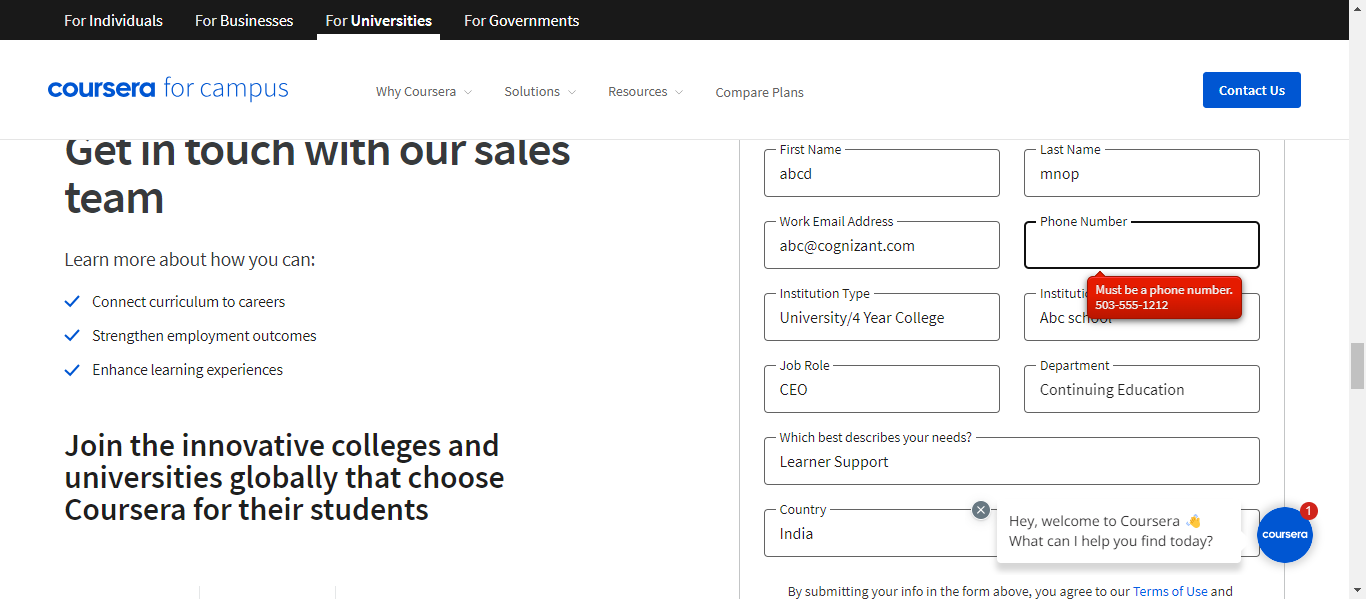 For Individuals
For Businesses
For Universities
For Governments
coursera for campus
Why Coursera
Solutions
Resources
Compare Plans
Contact Us
Get in touch with our sales
team
Learn more about how you can:
Connect curriculum to careers
Strengthen employment outcomes
Enhance learning experiences
Join the innovative colleges and
universities globally that choose
Coursera for their students
First Name
abcd
Last Name
mnop
Work Email Address
abc@cognizant.com
Phone Number
Must be a phone number.
503-555-1212
Institution Type
University/4 Year College
Abc school
Job Role
CEO
Department
Continuing Education
Which best describes your needs?
Learner Support
Country
India
Hey, welcome to Coursera 👋
What can I help you find today?
1
coursera
By submitting your info in the form above, you agree to our Terms of Use and